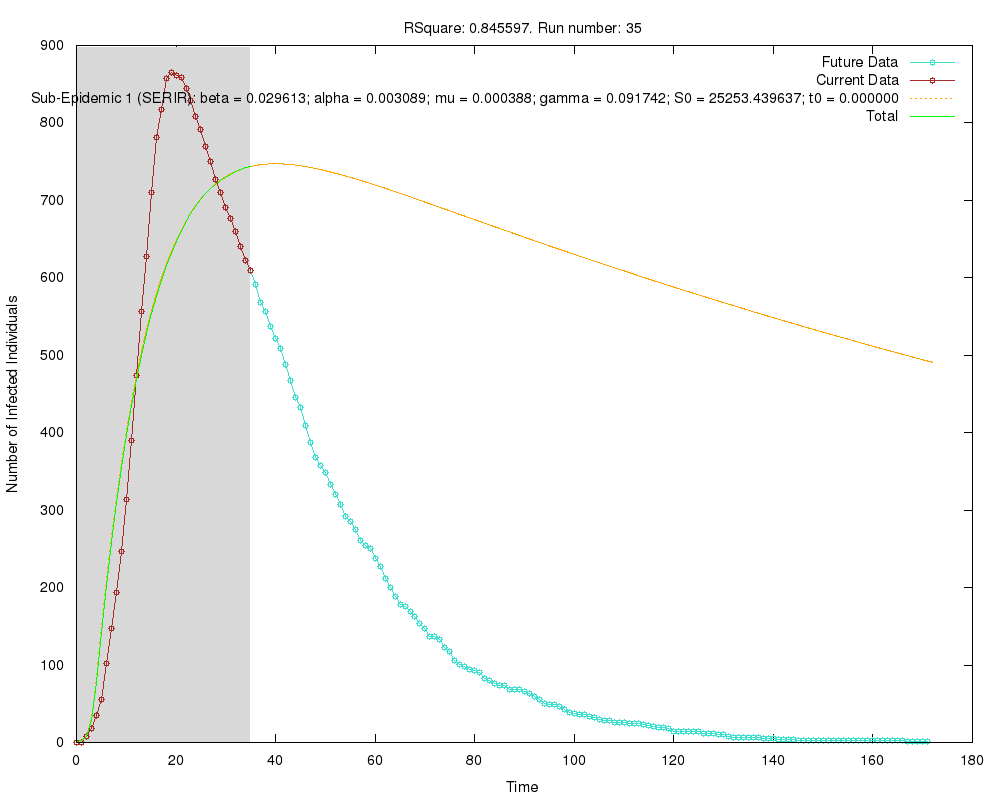 RSquare: 0.845597. Run number: 35
Future Data
Current Data
Sub-Epidemic 1 (SERIR): beta = 0.029613; alpha = 0.003089; mu = 0.000388; gamma = 0.091742; S0 = 25253.439637; t0 = 0.000000
Total
900
800
700
600
500
400
300
200
100
0
Number of Infected Individuals
0 20 40 60 80 100 120 140 160 180
Time